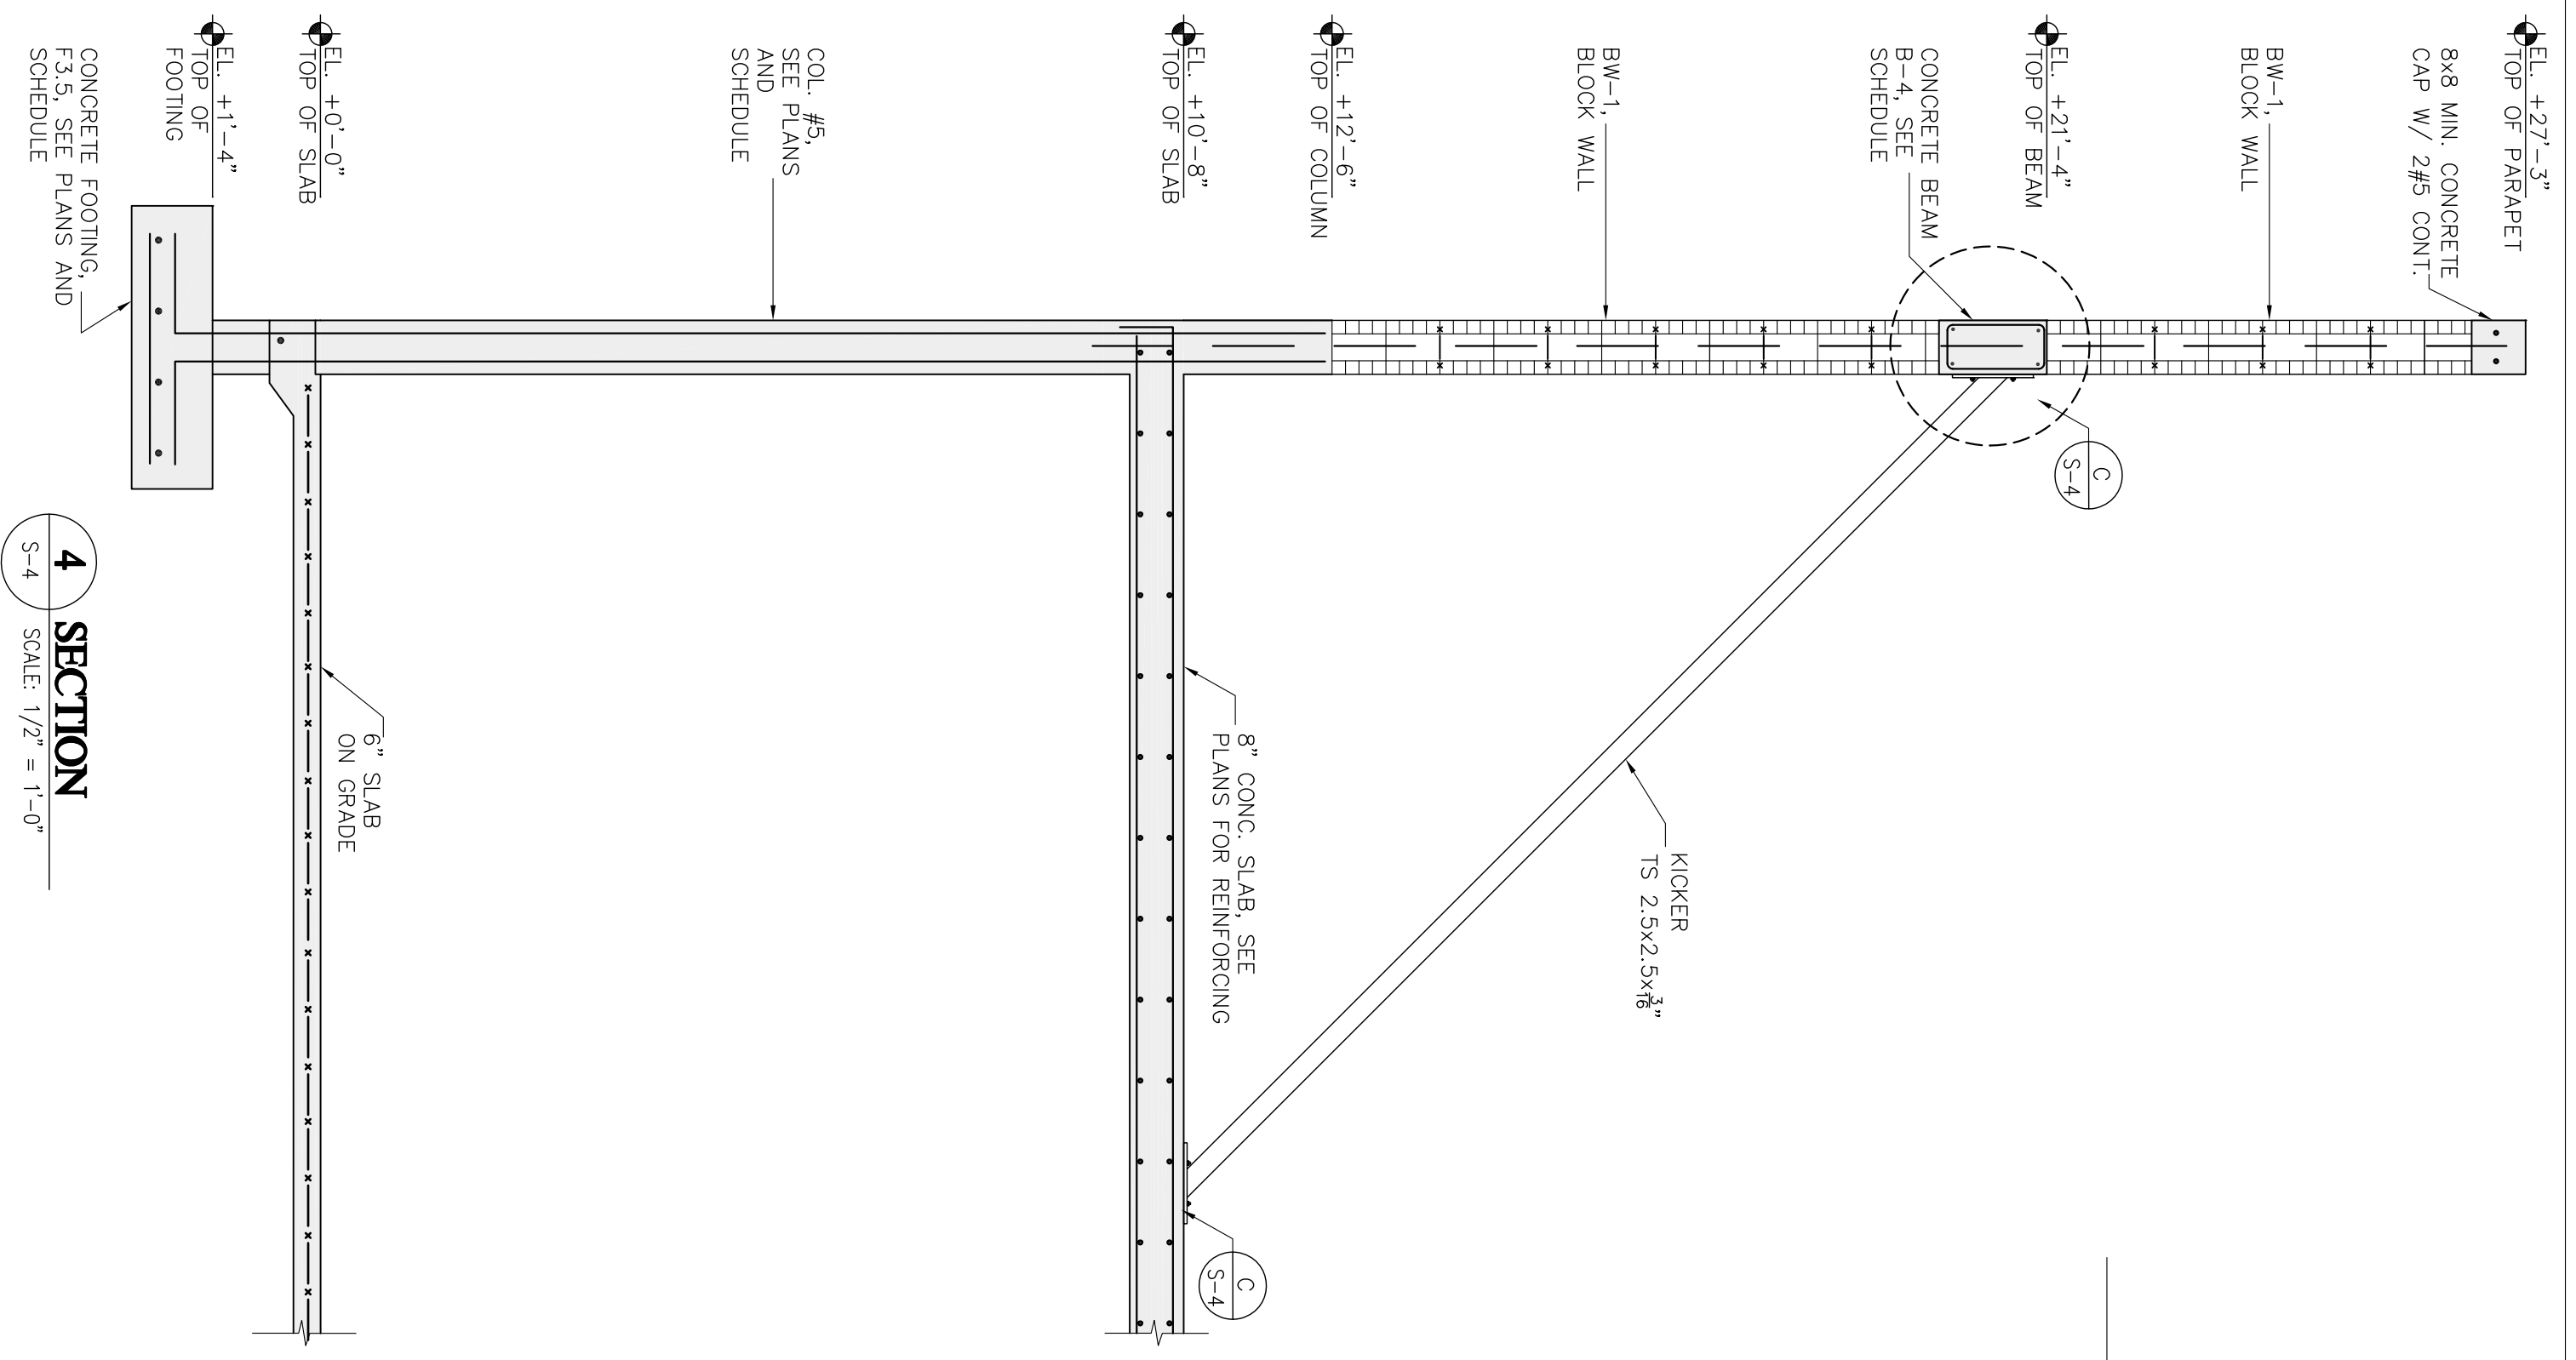 EL. +27'-3"
TOP OF PARAPET
8x8 MIN. CONCRETE
CAP W/ 2#5 CONT.
BW-1,
BLOCK WALL
EL. +21'-4"
TOP OF BEAM
CONCRETE BEAM
B-4, SEE
SCHEDULE
C
S-4
BW-1,
BLOCK WALL
KICKER
TS 2.5x2.5x3/16"
EL. +12'-6"
TOP OF COLUMN
EL. +10'-8"
TOP OF SLAB
8" CONC. SLAB, SEE
PLANS FOR REINFORCING
C
S-4
COL. #5,
SEE PLANS
AND
SCHEDULE
6" SLAB
ON GRADE
EL. +0'-0"
TOP OF SLAB
EL. +1'-4"
TOP OF
FOOTING
CONCRETE FOOTING,
F3.5, SEE PLANS AND
SCHEDULE
4
S-4
SECTION
SCALE: 1/2" = 1'-0"